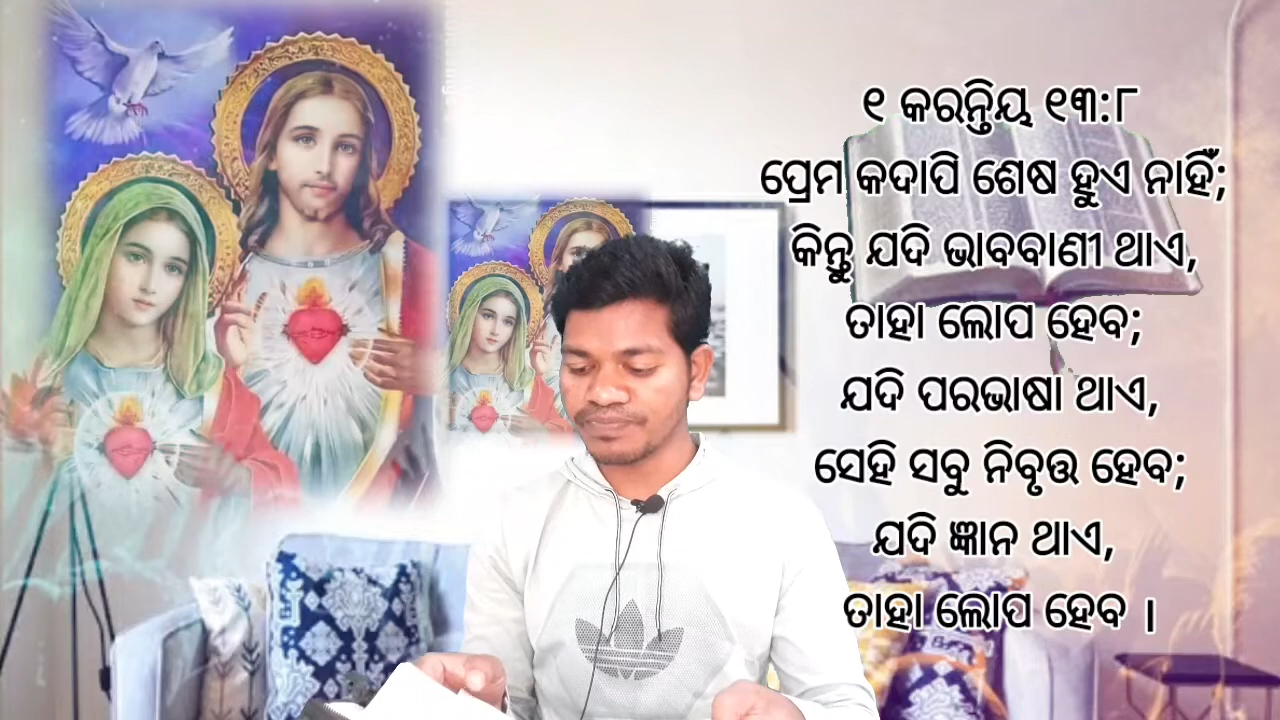 ୧ କରନ୍ତିୟ ୧୩:୮
ପ୍ରେମ କଦାପି ଶେଷ ହୁଏ ନାହିଁ;
କିନ୍ତୁ ଯଦି ଭାବବାଣୀ ଥାଏ,
ତାହା ଲୋପ ହେବ;
ଯଦି ପରଭାଷା ଥାଏ,
ସେହି ସବୁ ନିବୃତ୍ତ ହେବ;
ଯଦି ଜ୍ଞାନ ଥାଏ,
ତାହା ଲୋପ ହେବ ।